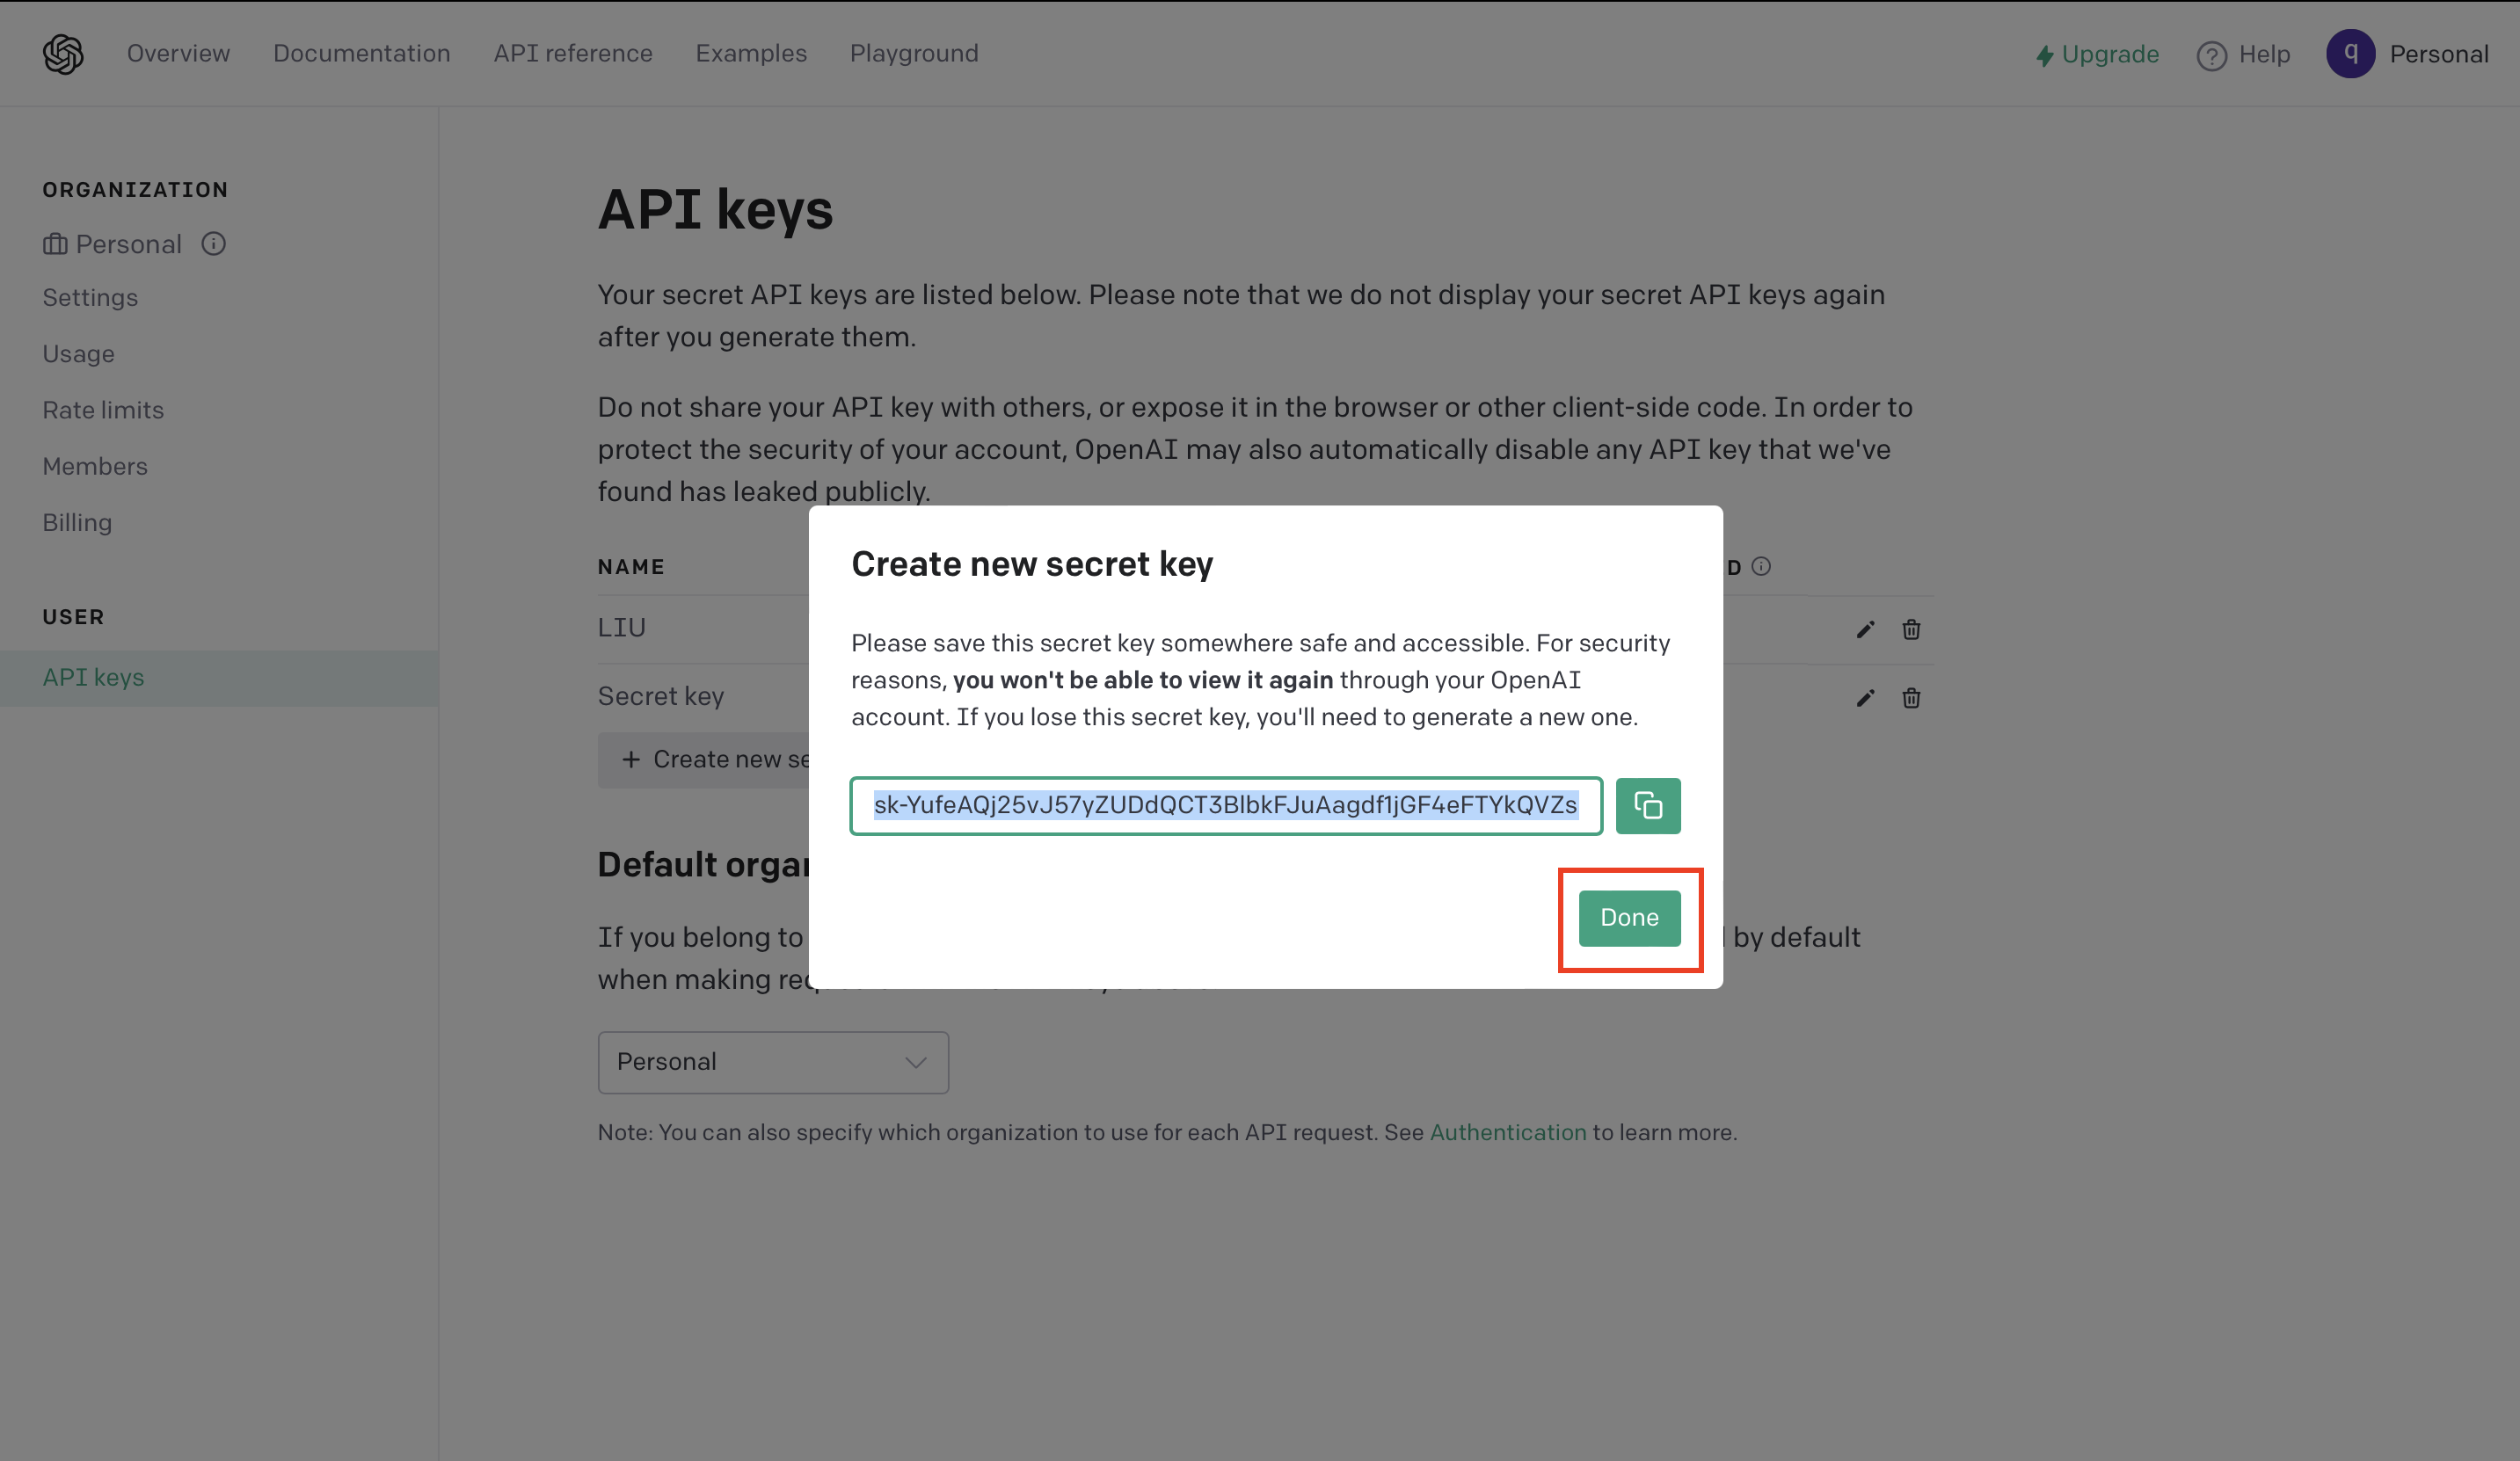 Overview Documentation API reference Examples Playground Upgrade Help q Personal
ORGANIZATION
Personal
Settings
Usage
Rate limits
Members
Billing
USER
API keys
API keys
Your secret API keys are listed below. Please note that we do not display your secret API keys again
after you generate them.
Do not share your API key with others, or expose it in the browser or other client-side code. In order to
protect the security of your account, OpenAI may also automatically disable any API key that we've
found has leaked publicly.
NAME D
LIU
Secret key
+ Create new se
Default organ
If you belong to by default
when making
Personal
Note: You can also specify which organization to use for each API request. See Authentication to learn more.
Create new secret key
Please save this secret key somewhere safe and accessible. For security
reasons, you won't be able to view it again through your OpenAI
account. If you lose this secret key, you'll need to generate a new one.
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
Done